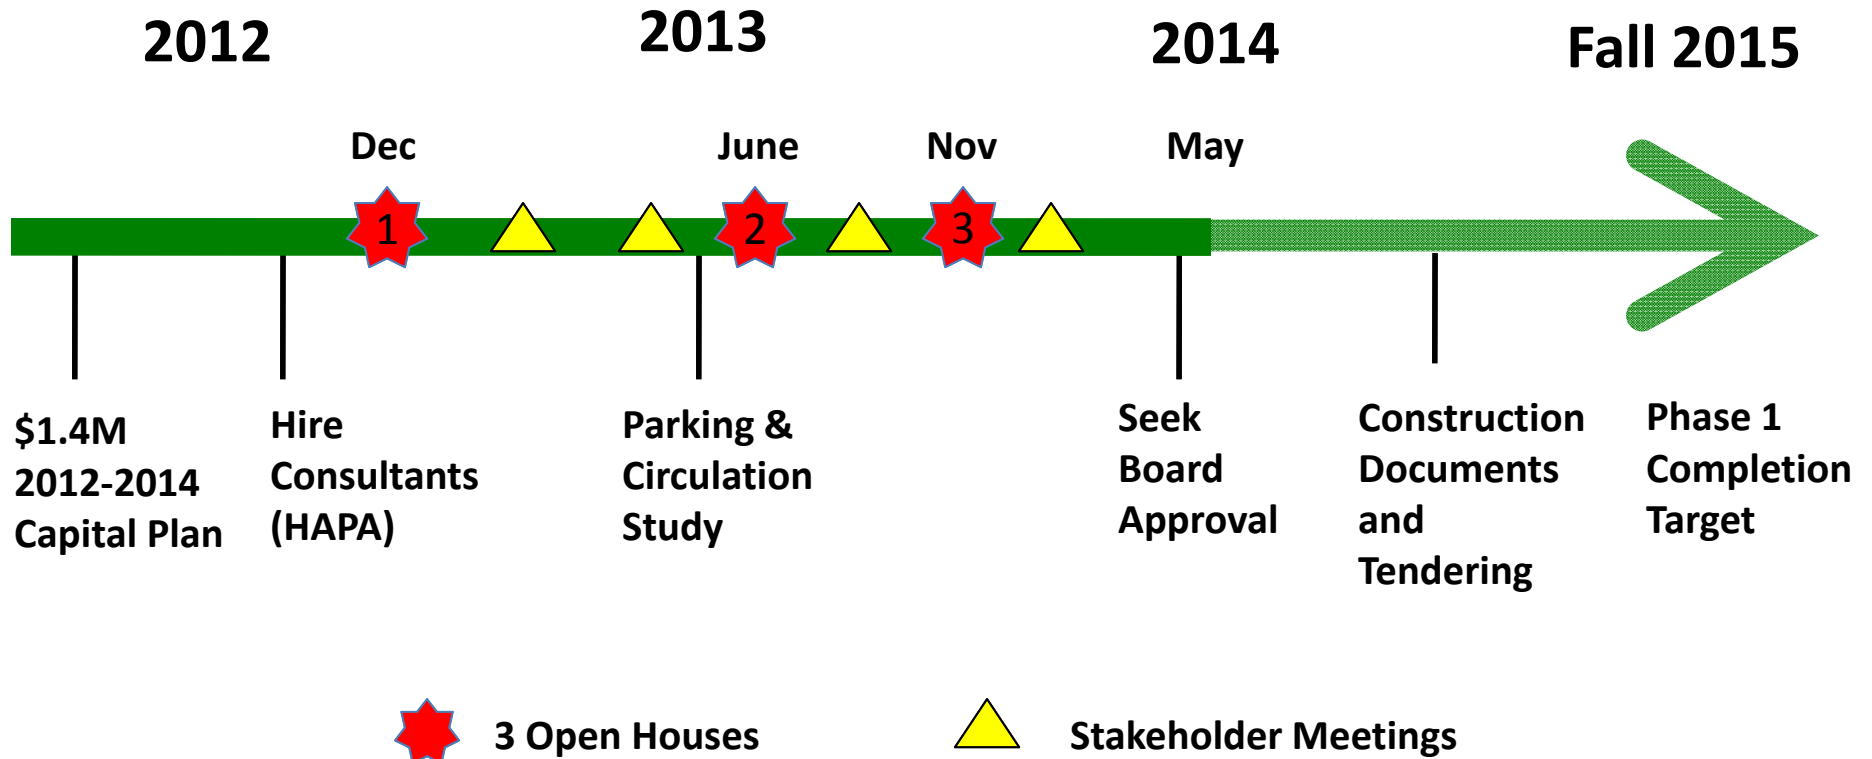 2012
2013
2014
Fall 2015
Dec
June
Nov
May
1
2
3
$1.4M
2012-2014
Capital Plan
Hire
Consultants
(HAPA)
Parking &
Circulation
Study
Seek
Board
Approval
Construction
Documents
and
Tendering
Phase 1
Completion
Target
3 Open Houses
Stakeholder Meetings